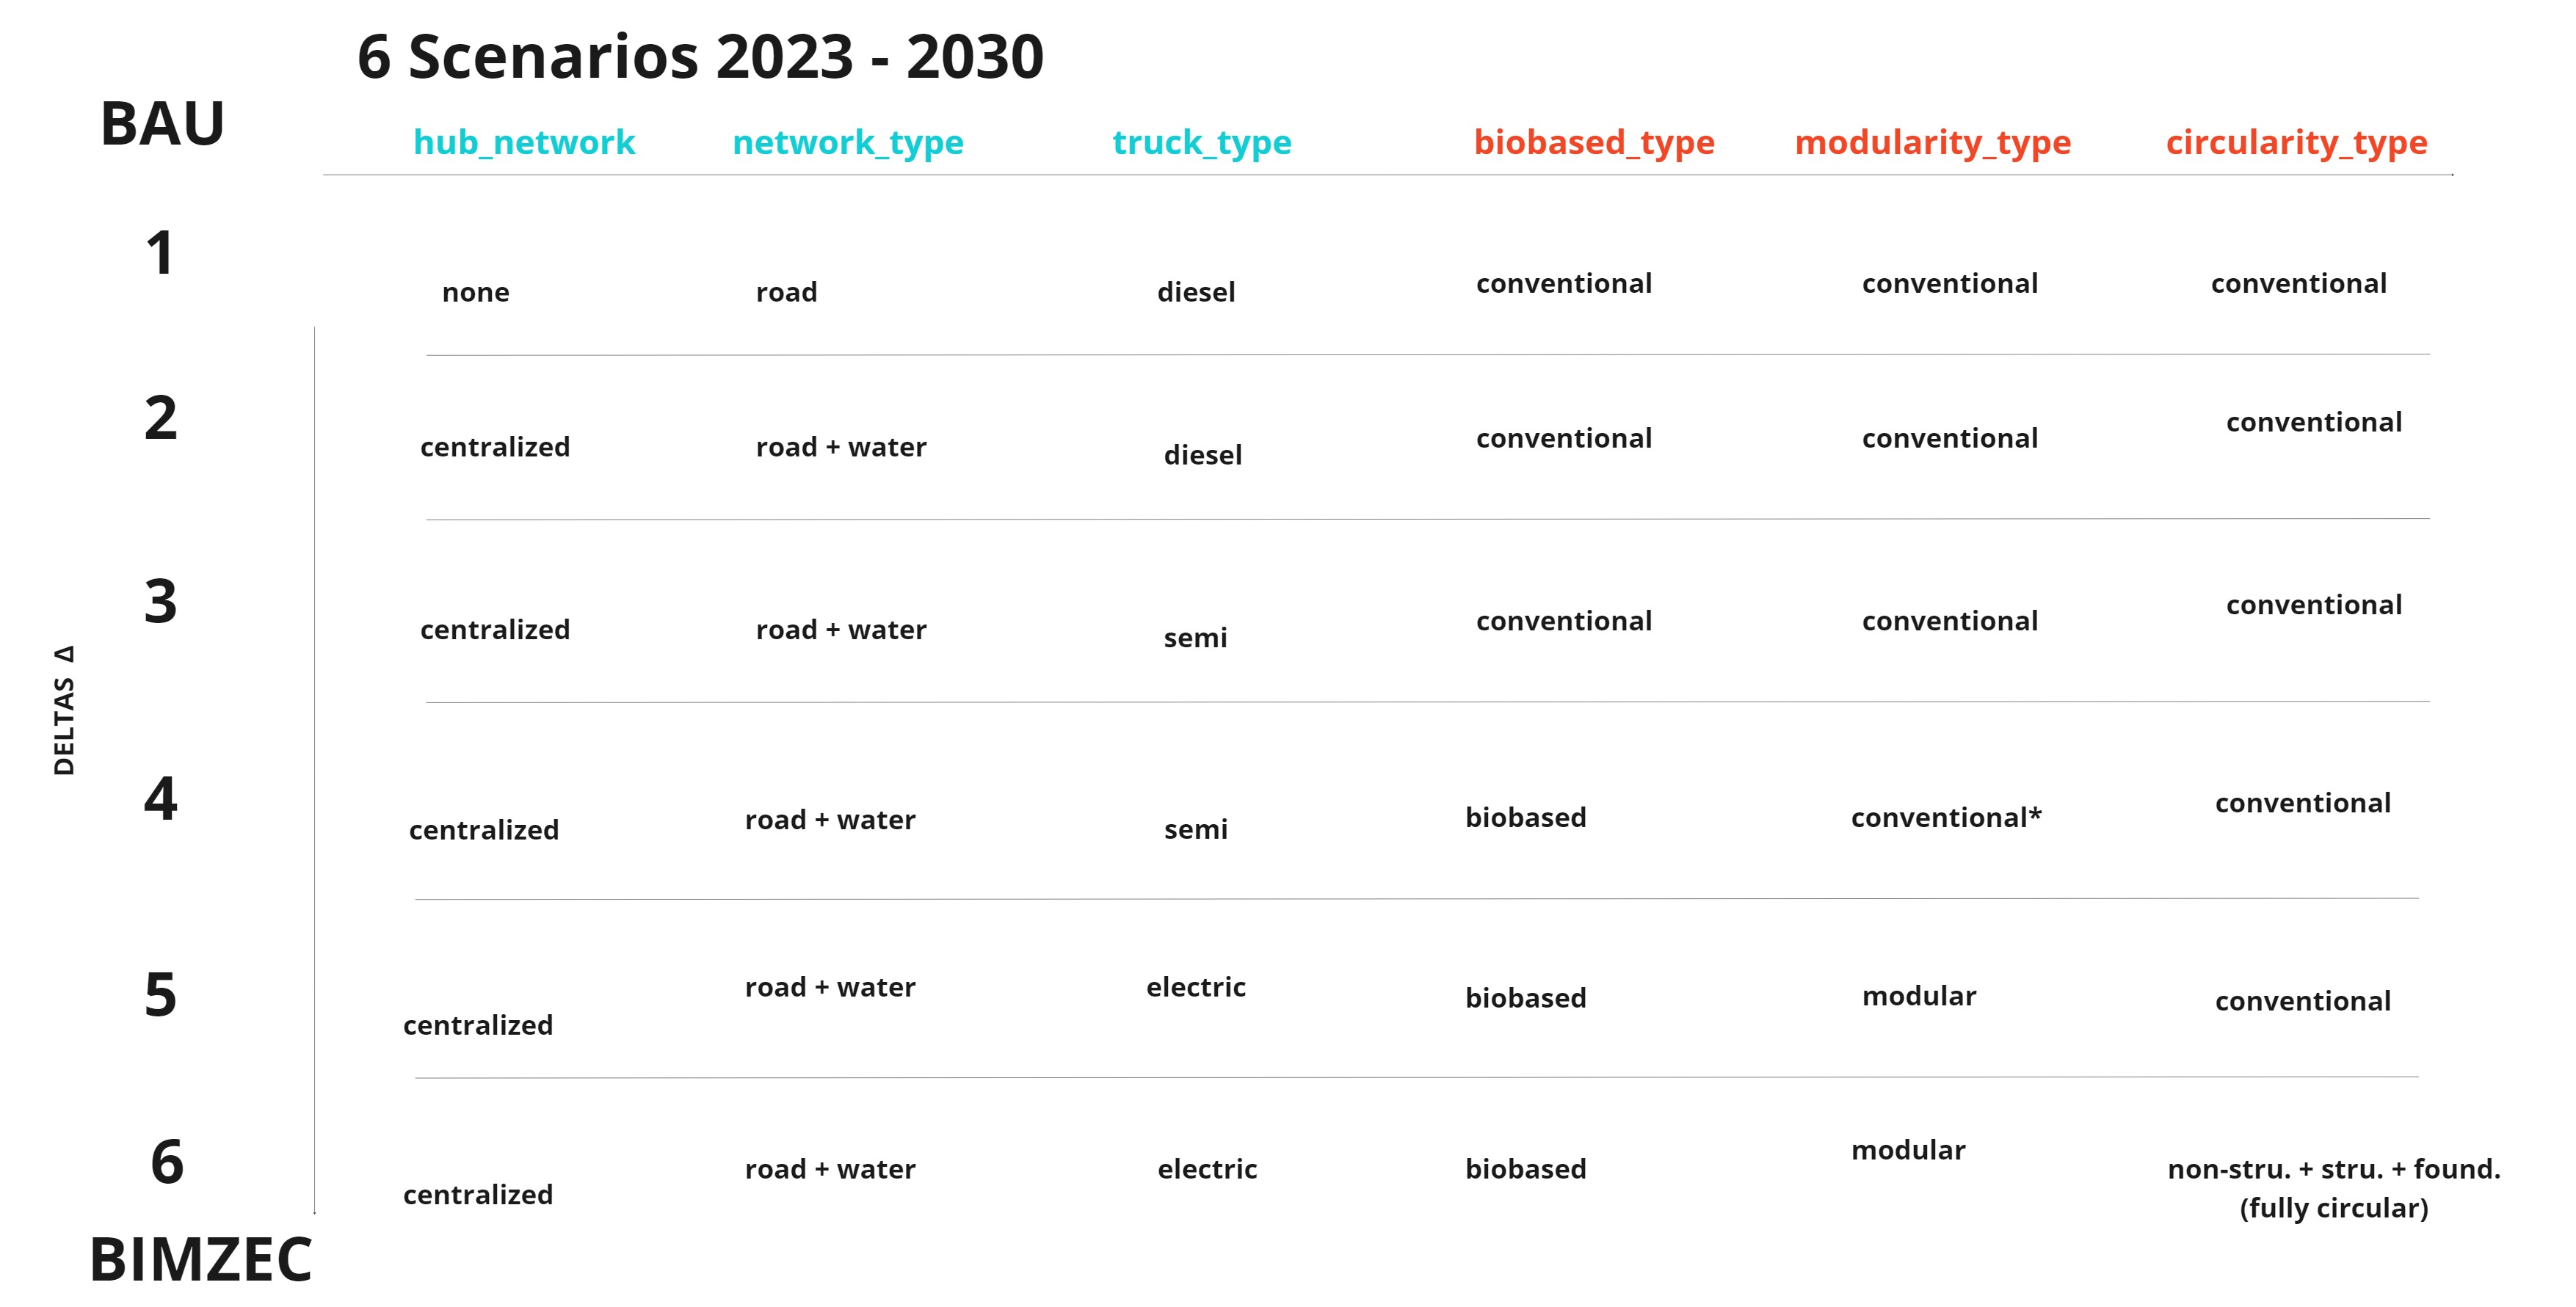 6 Scenarios 2023 - 2030
BAU
hub_network network_type truck_type biobased_type modularity_type circularity_type
1
none road diesel conventional conventional conventional
2
centralized road + water diesel conventional conventional conventional
3
centralized road + water semi conventional conventional conventional
DELTAS Δ
4
centralized road + water semi biobased conventional* conventional
5
centralized road + water electric biobased modular conventional
6
centralized road + water electric biobased modular non-stru. + stru. + found.
(fully circular)
BIMZEC